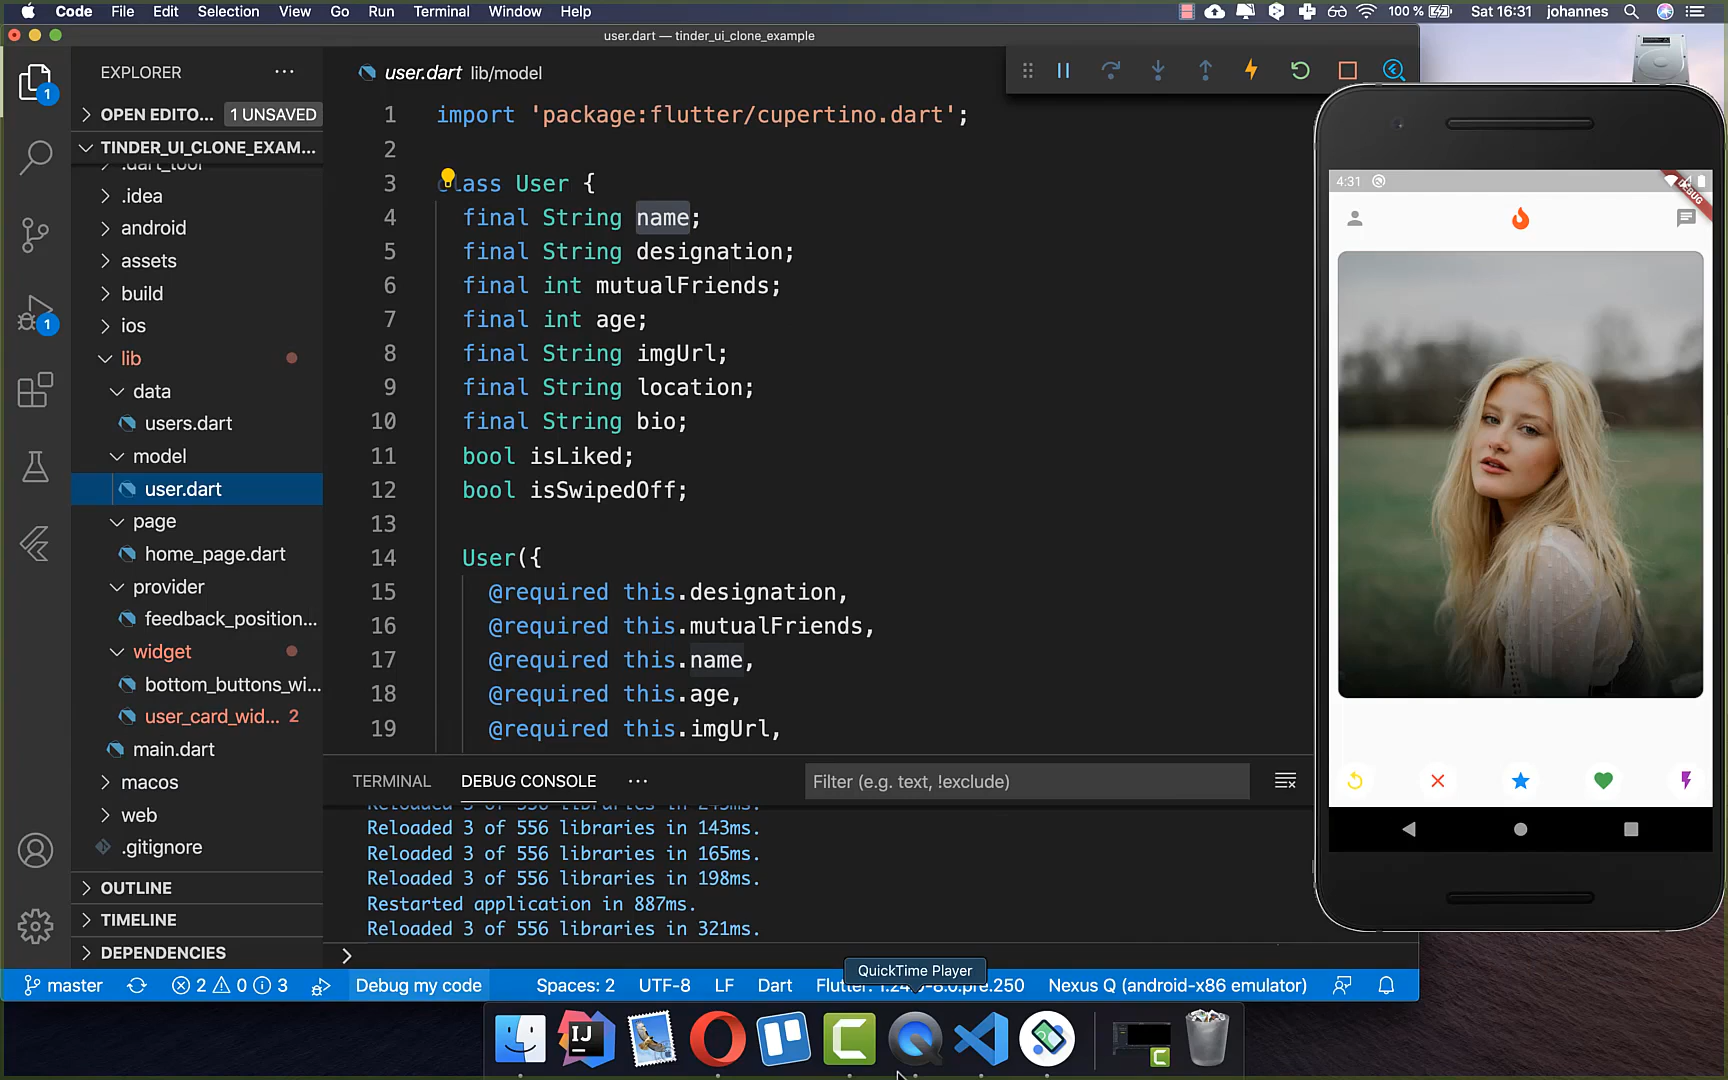 Code File Edit Selection View Go Run Terminal Window Help 100 % Sat 16:31 johannes
user.dart — tinder_ui_clone_example
EXPLORER
1
OPEN EDITO... 1 UNSAVED
TINDER_UI_CLONE_EXAM...
.dart_tool
.idea
android
assets
build
ios
1
lib
data
users.dart
model
user.dart
page
home_page.dart
provider
feedback_position...
widget
bottom_buttons_wi...
user_card_wid... 2
main.dart
macos
web
.gitignore
OUTLINE
TIMELINE
DEPENDENCIES
user.dart lib/model
1 import 'package:flutter/cupertino.dart';
2
3 class User {
4 final String name;
5 final String designation;
6 final int mutualFriends;
7 final int age;
8 final String imgUrl;
9 final String location;
10 final String bio;
11 bool isLiked;
12 bool isSwipedOff;
13
14 User({
15 @required this.designation,
16 @required this.mutualFriends,
17 @required this.name,
18 @required this.age,
19 @required this.imgUrl,
TERMINAL DEBUG CONSOLE ... Filter (e.g. text, !exclude)
Reloaded 3 of 556 libraries in 143ms.
Reloaded 3 of 556 libraries in 165ms.
Reloaded 3 of 556 libraries in 198ms.
Restarted application in 887ms.
Reloaded 3 of 556 libraries in 321ms.
4:31
DEBUG
QuickTime Player
master 2 0 3 Debug my code Spaces: 2 UTF-8 LF Dart Nexus Q (android-x86 emulator)
IJ